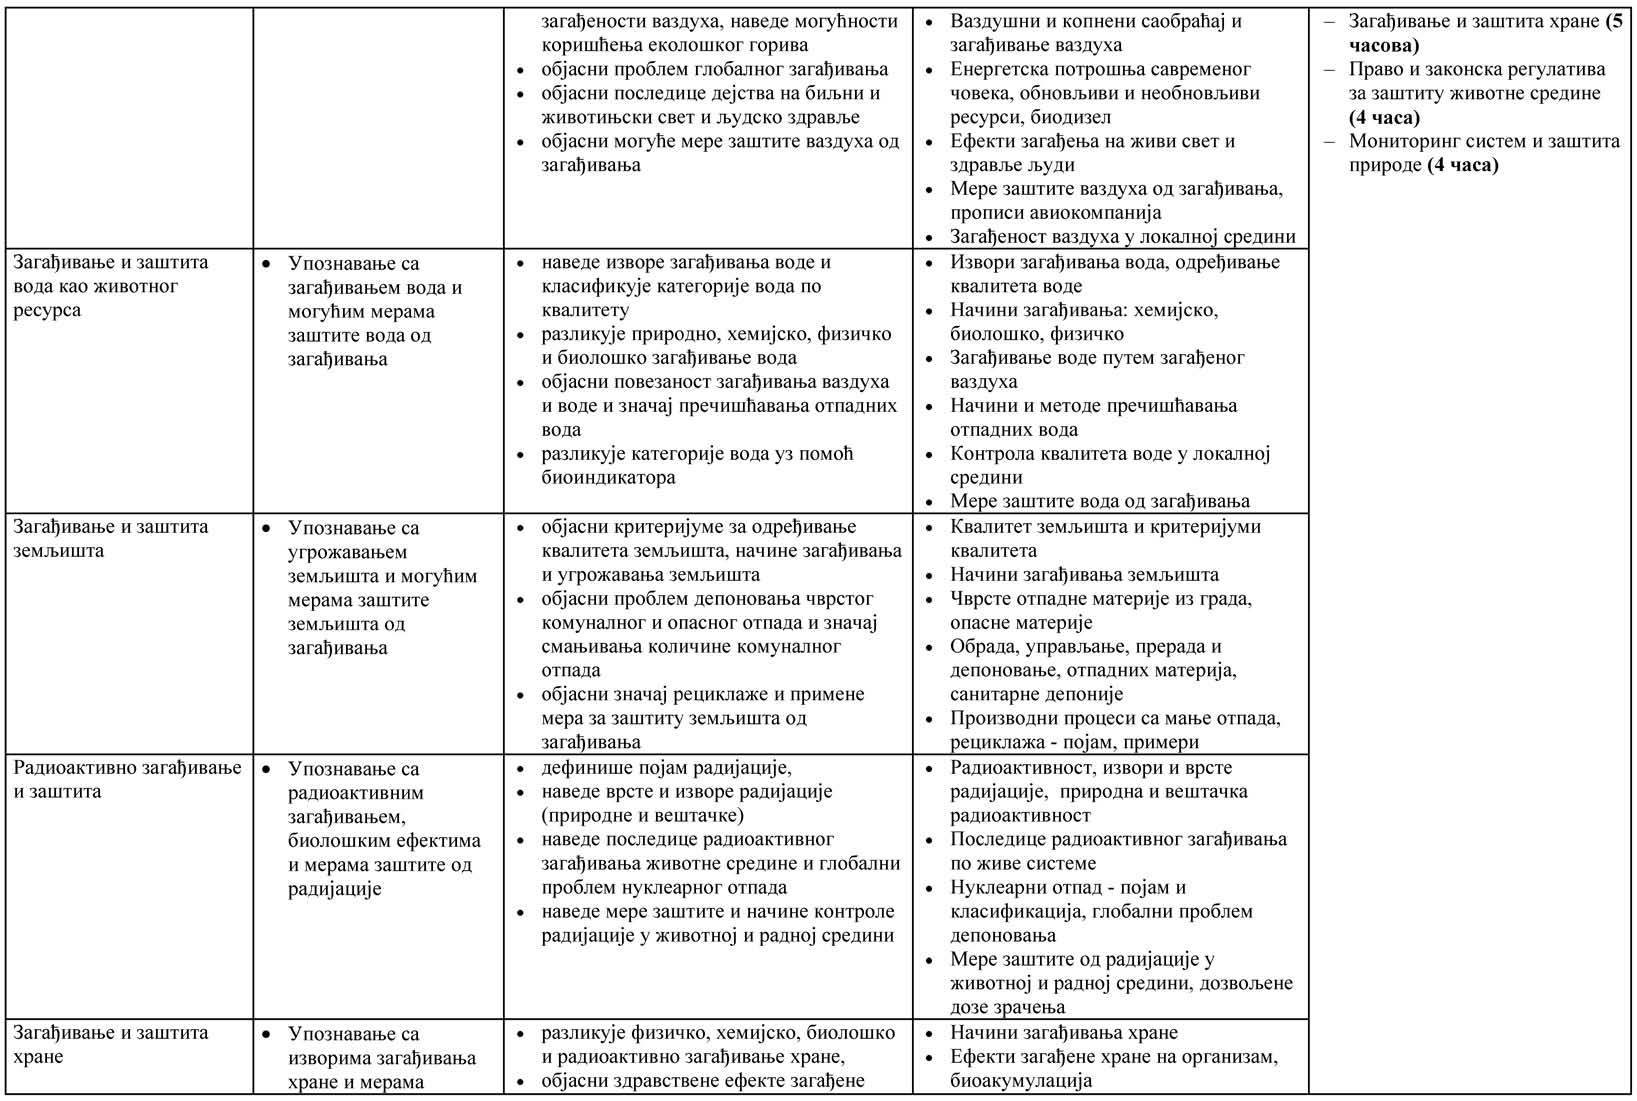 загађености ваздуха, наведе могућности
коришћења еколошког горива
• објасни проблем глобалног загађивања
• објасни последице дејства на биљни и
животињски свет и људско здравље
• објасни могуће мере заштите ваздуха од
загађивања
• Ваздушни и копнени саобраћај и
загађивање ваздуха
• Енергетска потрошња савременог
човека, обновљиви и необновљиви
ресурси, биодизел
• Ефекти загађења на живи свет и
здравље људи
• Мере заштите ваздуха од загађивања,
прописи авиокомпанија
• Загађеност ваздуха у локалној средини
– Загађивање и заштита хране (5
часова)
– Право и законска регулатива
за заштиту животне средине
(4 часа)
– Мониторинг систем и заштита
природе (4 часа)
Загађивање и заштита
вода као животног
ресурса
• Упознавање са
загађивањем вода и
могућим мерама
заштите вода од
загађивања
• наведе изворе загађивања воде и
класификује категорије вода по
квалитету
• разликује природно, хемијско, физичко
и биолошко загађивање вода
• објасни повезаност загађивања ваздуха
и воде и значај пречишћавања отпадних
вода
• разликује категорије вода уз помоћ
биоиндикатора
• Извори загађивања вода, одређивање
квалитета воде
• Начини загађивања: хемијско,
биолошко, физичко
• Загађивање воде путем загађеног
ваздуха
• Начини и методе пречишћавања
отпадних вода
• Контрола квалитета воде у локалној
средини
• Мере заштите вода од загађивања
Загађивање и заштита
земљишта
• Упознавање са
угрожавањем
земљишта и могућим
мерама заштите
земљишта од
загађивања
• објасни критеријуме за одређивање
квалитета земљишта, начине загађивања
и угрожавања земљишта
• објасни проблем депоновања чврстог
комуналног и опасног отпада и значај
смањивања количине комуналног
отпада
• објасни значај рециклаже и примене
мера за заштиту земљишта од
загађивања
• Квалитет земљишта и критеријуми
квалитета
• Начини загађивања земљишта
• Чврсте отпадне материје из града,
опасне материје
• Обрада, управљање, прерада и
депоновање, отпадних материја,
санитарне депоније
• Производни процеси са мање отпада,
рециклажа - појам, примери
Радиоактивно загађивање
и заштита
• Упознавање са
радиоактивним
загађивањем,
биолошким ефектима
и мерама заштите од
радијације
• дефинише појам радијације,
• наведе врсте и изворе радијације
(природне и вештачке)
• наведе последице радиоактивног
загађивања животне средине и глобални
проблем нуклеарног отпада
• наведе мере заштите и начине контроле
радијације у животној и радној средини
• Радиоактивност, извори и врсте
радијације, природна и вештачка
радиоактивност
• Последице радиоактивног загађивања
по живе системе
• Нуклеарни отпад - појам и
класификација, глобални проблем
депоновања
• Мере заштите од радијације у
животној и радној средини, дозвољене
дозе зрачења
Загађивање и заштита
хране
• Упознавање са
изворима загађивања
хране и мерама
• разликује физичко, хемијско, биолошко
и радиоактивно загађивање хране,
• објасни здравствене ефекте загађене
• Начини загађивања хране
• Ефекти загађене хране на организам,
биоакумулација